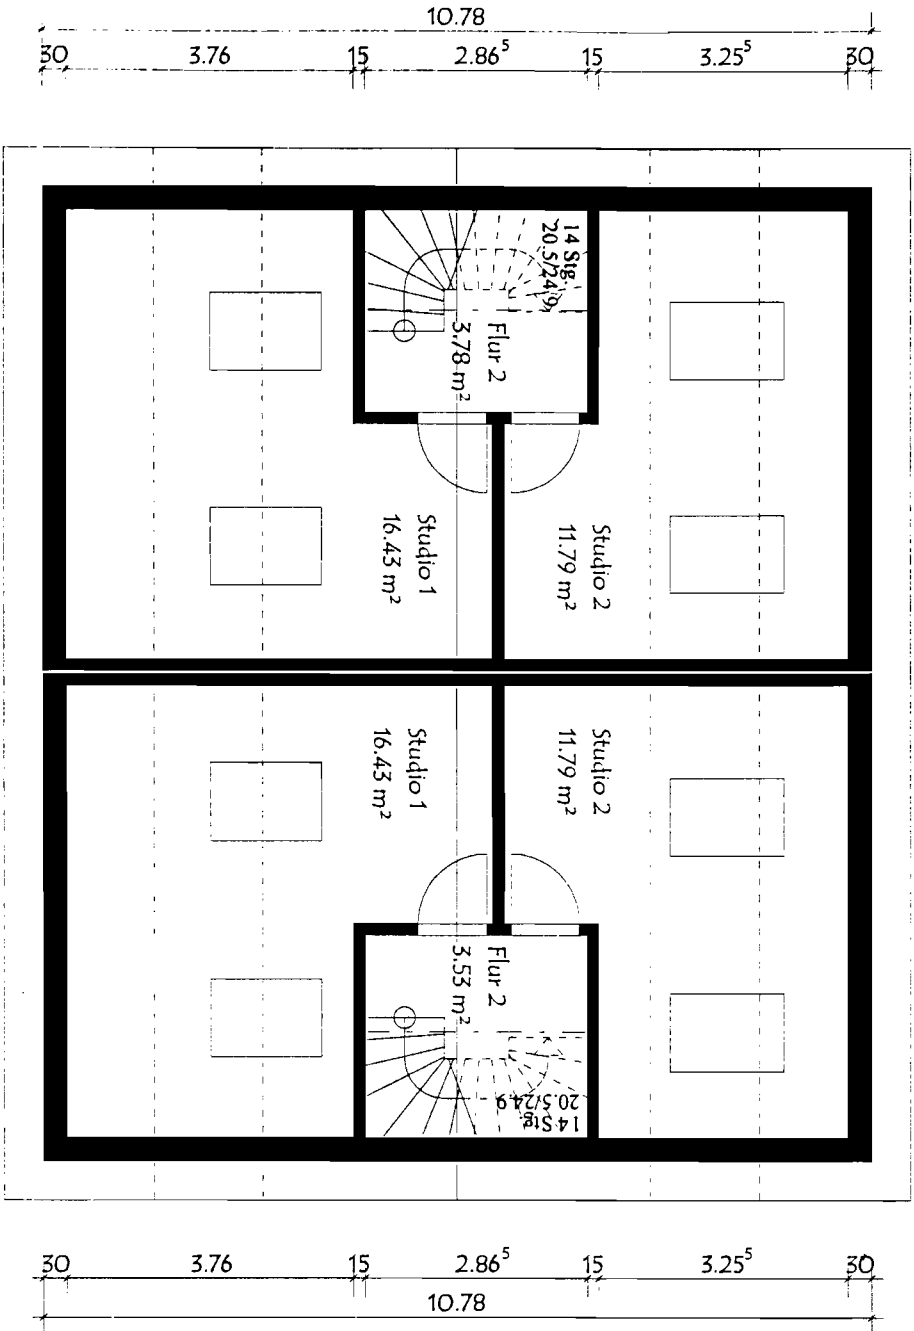 10.78
30 3.76 15 2.86⁵ 15 3.25⁵ 30
14 Stg.
20.5/24.9
Flur 2
3.78 m²
Studio 1
16.43 m²
Studio 2
11.79 m²
Studio 1
16.43 m²
Studio 2
11.79 m²
Flur 2
3.53 m²
14 Stg.
20.5/24.9
30 3.76 15 2.86⁵ 15 3.25⁵ 30
10.78